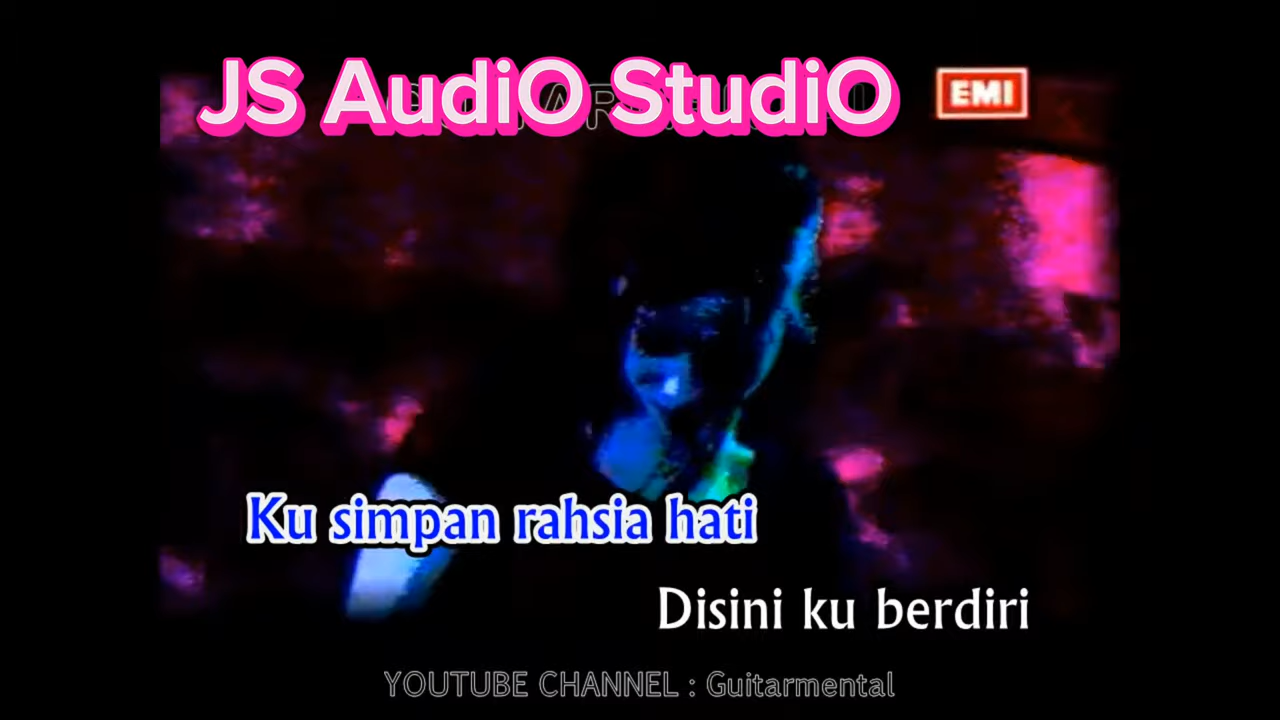 JS AudiO StudiO
EMI
Ku simpan rahsia hati
Disini ku berdiri
YOUTUBE CHANNEL : Guitarmental